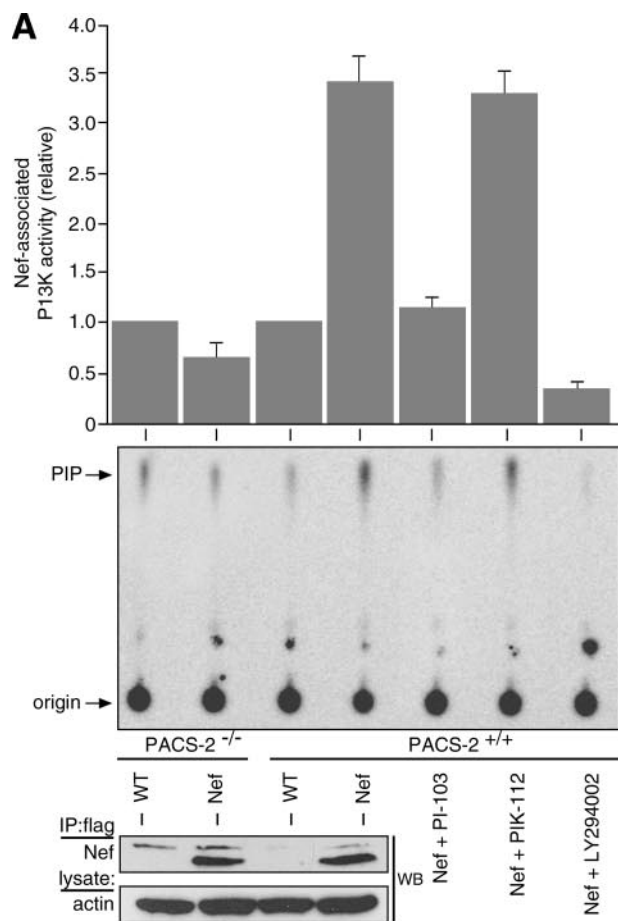 A
4.0
3.5
3.0
2.5
2.0
1.5
1.0
0.5
0
Nef-associated
P13K activity (relative)
PIP
origin
PACS-2 -/-
PACS-2 +/+
WT
Nef
WT
Nef
Nef + PI-103
Nef + PIK-112
Nef + LY294002
IP:flag
Nef
lysate:
actin
WB